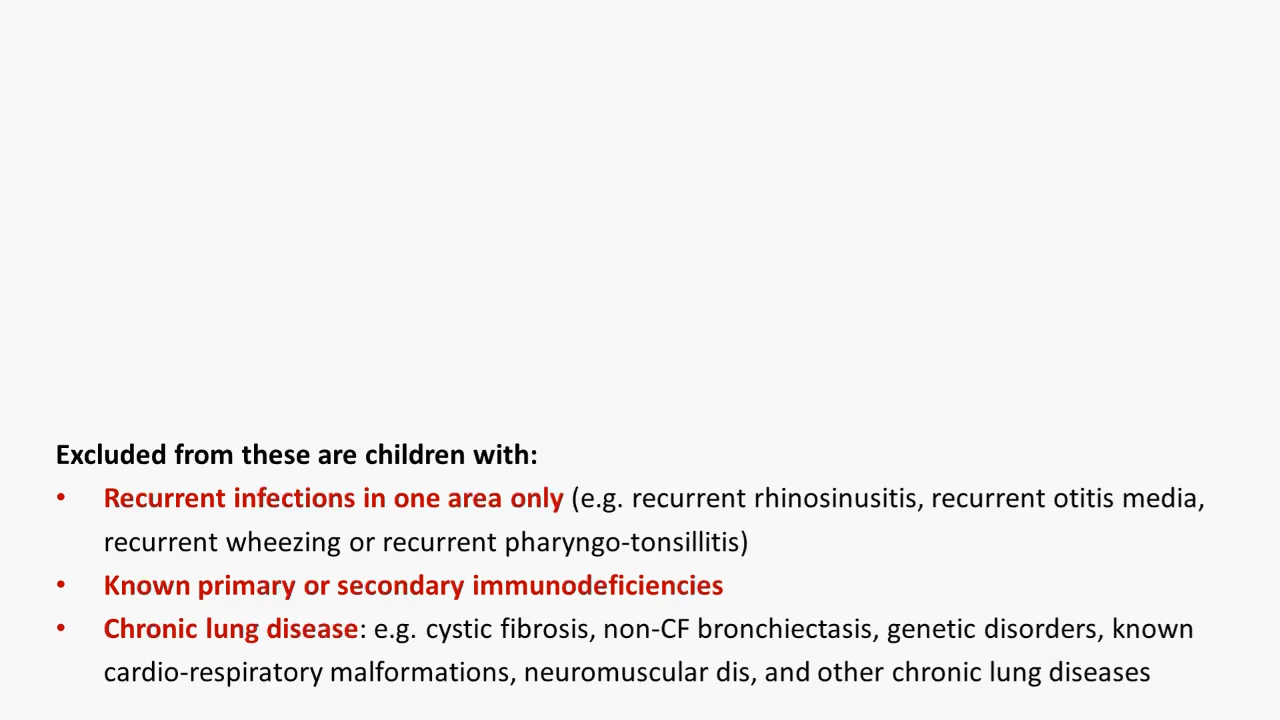 Excluded from these are children with:
• Recurrent infections in one area only (e.g. recurrent rhinosinusitis, recurrent otitis media,
recurrent wheezing or recurrent pharyngo-tonsillitis)
• Known primary or secondary immunodeficiencies
• Chronic lung disease: e.g. cystic fibrosis, non-CF bronchiectasis, genetic disorders, known
cardio-respiratory malformations, neuromuscular dis, and other chronic lung diseases